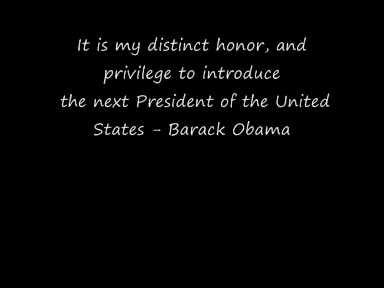 It is my distinct honor, and
privilege to introduce
the next President of the United
States - Barack Obama